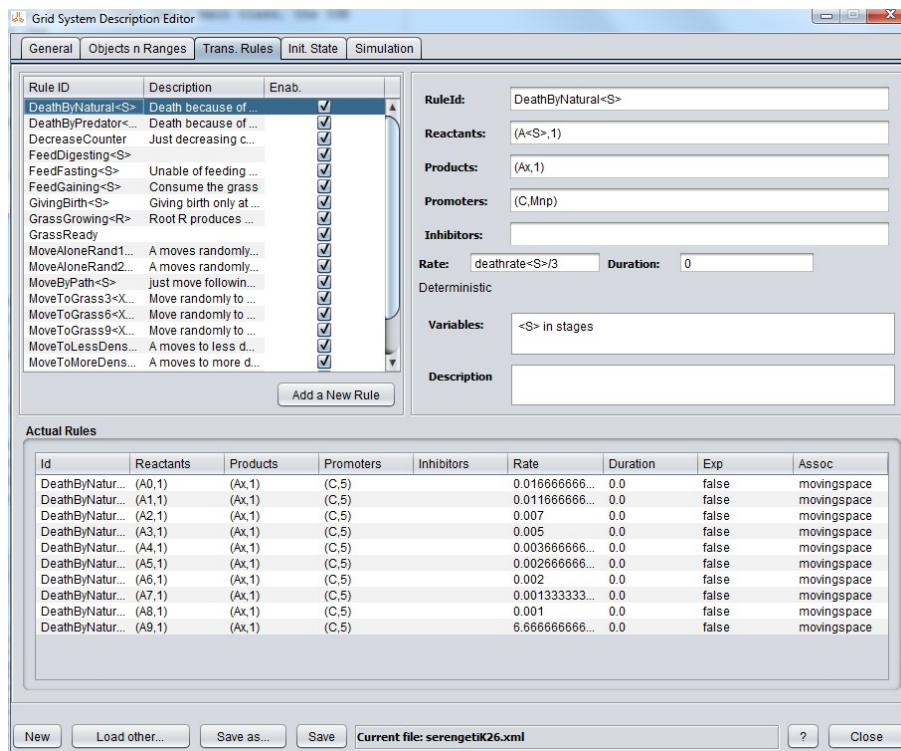 Grid System Description Editor
General Objects n Ranges Trans. Rules Init. State Simulation
Rule ID Description Enab.
DeathByNatural<S> Death because of ...
DeathByPredator<... Death because of ...
DecreaseCounter Just decreasing c...
FeedDigesting<S>
FeedFasting<S> Unable of feeding ...
FeedGaining<S> Consume the grass
GivingBirth<S> Giving birth only at ...
GrassGrowing<R> Root R produces ...
GrassReady
MoveAloneRand1... A moves randomly...
MoveAloneRand2... A moves randomly...
MoveByPath<S> just move followin...
MoveToGrass3<X... Move randomly to ...
MoveToGrass6<X... Move randomly to ...
MoveToGrass9<X... Move randomly to ...
MoveToLessDens... A moves to less d...
MoveToMoreDens... A moves to more d...
Add a New Rule
RuleId: DeathByNatural<S>
Reactants: (A<S>,1)
Products: (Ax,1)
Promoters: (C,Mnp)
Inhibitors:
Rate: deathrate<S>/3 Duration: 0
Deterministic
Variables: <S> in stages
Description
Actual Rules
Id Reactants Products Promoters Inhibitors Rate Duration Exp Assoc
DeathByNatur... (A0,1) (Ax,1) (C,5) 0.016666666... 0.0 false movingspace
DeathByNatur... (A1,1) (Ax,1) (C,5) 0.011666666... 0.0 false movingspace
DeathByNatur... (A2,1) (Ax,1) (C,5) 0.007 0.0 false movingspace
DeathByNatur... (A3,1) (Ax,1) (C,5) 0.005 0.0 false movingspace
DeathByNatur... (A4,1) (Ax,1) (C,5) 0.003666666... 0.0 false movingspace
DeathByNatur... (A5,1) (Ax,1) (C,5) 0.002666666... 0.0 false movingspace
DeathByNatur... (A6,1) (Ax,1) (C,5) 0.002 0.0 false movingspace
DeathByNatur... (A7,1) (Ax,1) (C,5) 0.001333333... 0.0 false movingspace
DeathByNatur... (A8,1) (Ax,1) (C,5) 0.001 0.0 false movingspace
DeathByNatur... (A9,1) (Ax,1) (C,5) 6.666666666... 0.0 false movingspace
New Load other... Save as... Save Current file: serengetiK26.xml ? Close